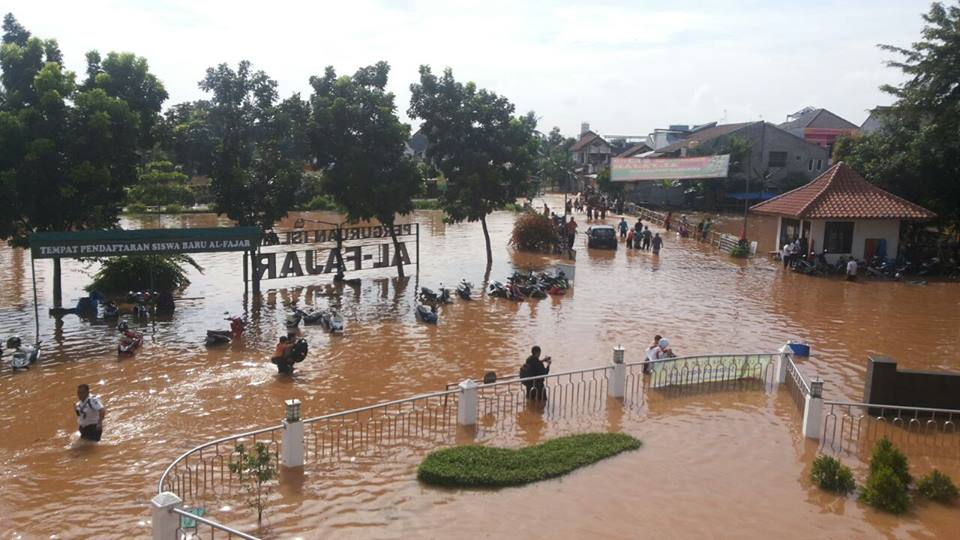 TEMPAT PENDAFTARAN SISWA BARU AL-FAJAR
PERGURUAN ISLAM
AL-FAJAR